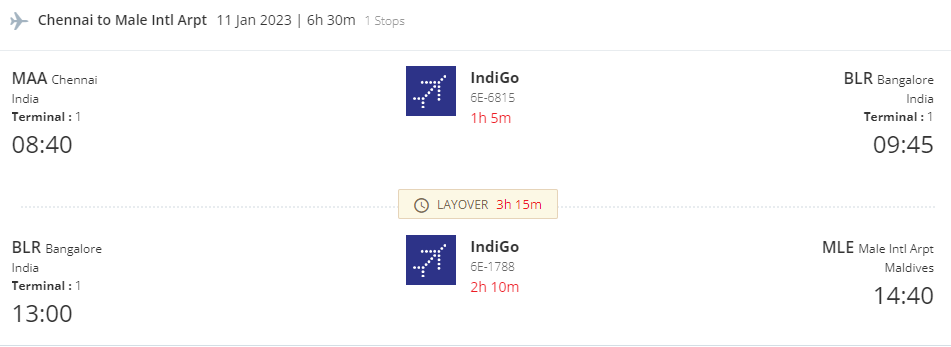 Chennai to Male Intl Arpt 11 Jan 2023 | 6h 30m 1 Stops
MAA Chennai
India
Terminal : 1
08:40
IndiGo
6E-6815
1h 5m
BLR Bangalore
India
Terminal : 1
09:45
LAYOVER 3h 15m
BLR Bangalore
India
Terminal : 1
13:00
IndiGo
6E-1788
2h 10m
MLE Male Intl Arpt
Maldives
14:40